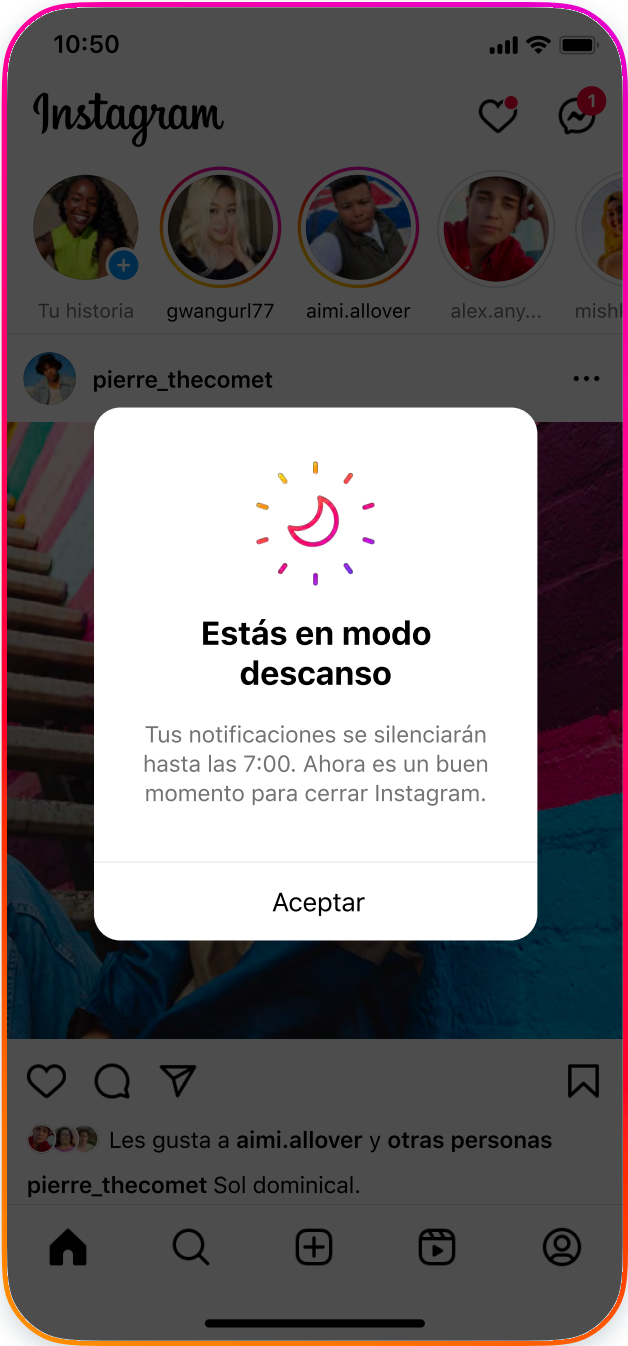 10:50
Instagram
1
Tu historia gwangurl77 aimi.allover alex.any... mish
pierre_thecomet
Estás en modo
descanso
Tus notificaciones se silenciarán
hasta las 7:00. Ahora es un buen
momento para cerrar Instagram.
Aceptar
Les gusta a aimi.allover y otras personas
pierre_thecomet Sol dominical.